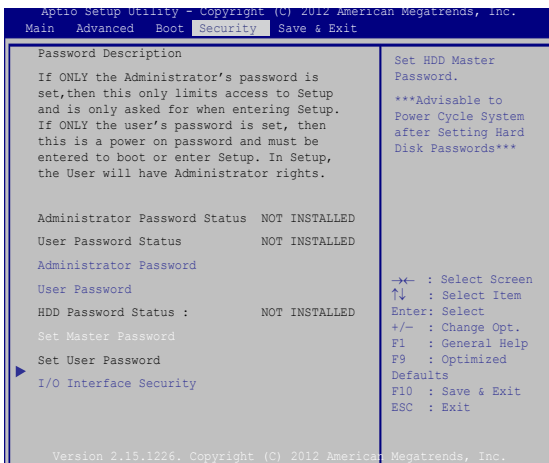 Aptio Setup Utility - Copyright (C) 2012 American Megatrends, Inc.
Main Advanced Boot Security Save & Exit
Password Description
If ONLY the Administrator's password is
set,then this only limits access to Setup
and is only asked for when entering Setup.
If ONLY the user's password is set, then
this is a power on password and must be
entered to boot or enter Setup. In Setup,
the User will have Administrator rights.
Administrator Password Status NOT INSTALLED
User Password Status NOT INSTALLED
Administrator Password
User Password
HDD Password Status : NOT INSTALLED
Set Master Password
Set User Password
I/O Interface Security
Set HDD Master
Password.
***Advisable to
Power Cycle System
after Setting Hard
Disk Passwords***
→← : Select Screen
↑↓ : Select Item
Enter: Select
+/— : Change Opt.
F1 : General Help
F9 : Optimized
Defaults
F10 : Save & Exit
ESC : Exit
Version 2.15.1226. Copyright (C) 2012 American Megatrends, Inc.